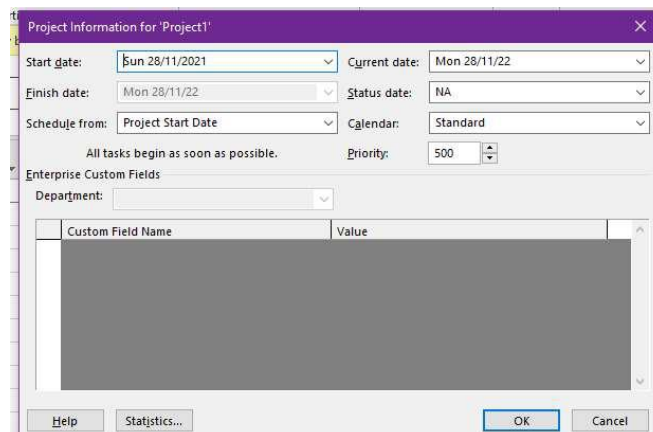 Project Information for 'Project1'
Start date: Sun 28/11/2021 Current date: Mon 28/11/22
Finish date: Mon 28/11/22 Status date: NA
Schedule from: Project Start Date Calendar: Standard
All tasks begin as soon as possible. Priority: 500
Enterprise Custom Fields
Department:
Custom Field Name Value
Help Statistics... OK Cancel